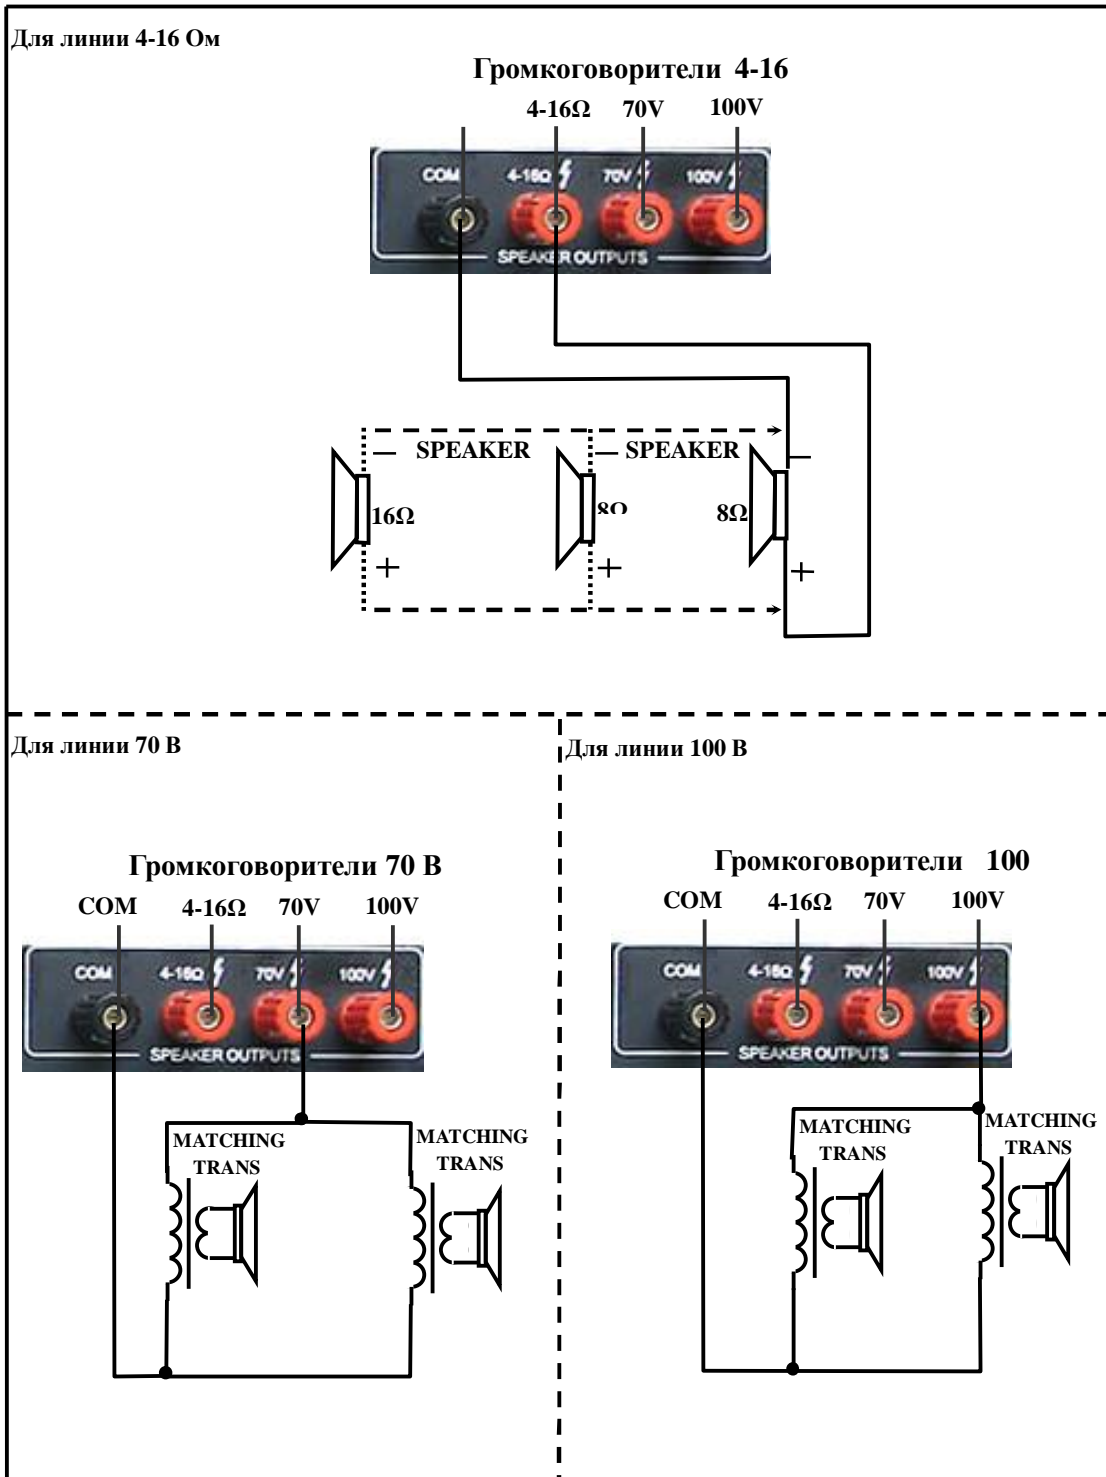 Для линии 4-16 Ом
Громкоговорители 4-16
4-16Ω 70V 100V
COM 4-16Ω 70V 100V
SPEAKER OUTPUTS
− SPEAKER − SPEAKER −
16Ω 8Ω 8Ω
+ + +
Для линии 70 В
Громкоговорители 70 В
COM 4-16Ω 70V 100V
COM 4-16Ω 70V 100V
SPEAKER OUTPUTS
MATCHING
TRANS
MATCHING
TRANS
Для линии 100 В
Громкоговорители 100
COM 4-16Ω 70V 100V
COM 4-16Ω 70V 100V
SPEAKER OUTPUTS
MATCHING
TRANS
MATCHING
TRANS